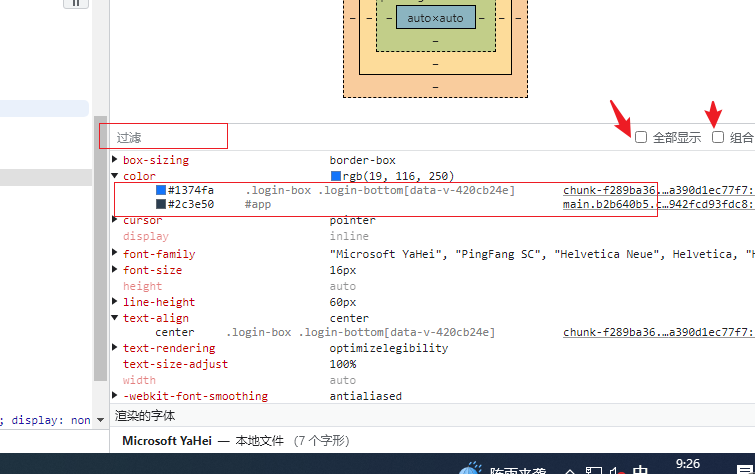 auto×auto
过滤
全部显示
组合
box-sizing border-box
color rgb(19, 116, 250)
#1374fa .login-box .login-bottom[data-v-420cb24e] chunk-f289ba36.…a390d1ec77f7:
#2c3e50 #app main.b2b640b5.c…942fcd93fdc8:
cursor pointer
display inline
font-family "Microsoft YaHei", "PingFang SC", "Helvetica Neue", Helvetica, "H
font-size 16px
height auto
line-height 60px
text-align center
center .login-box .login-bottom[data-v-420cb24e] chunk-f289ba36.…a390d1ec77f7:
text-rendering optimizelegibility
text-size-adjust 100%
width auto
-webkit-font-smoothing antialiased
; display: non
渲染的字体
Microsoft YaHei — 本地文件 (7 个字形)
9:26
阵雨来袭
中